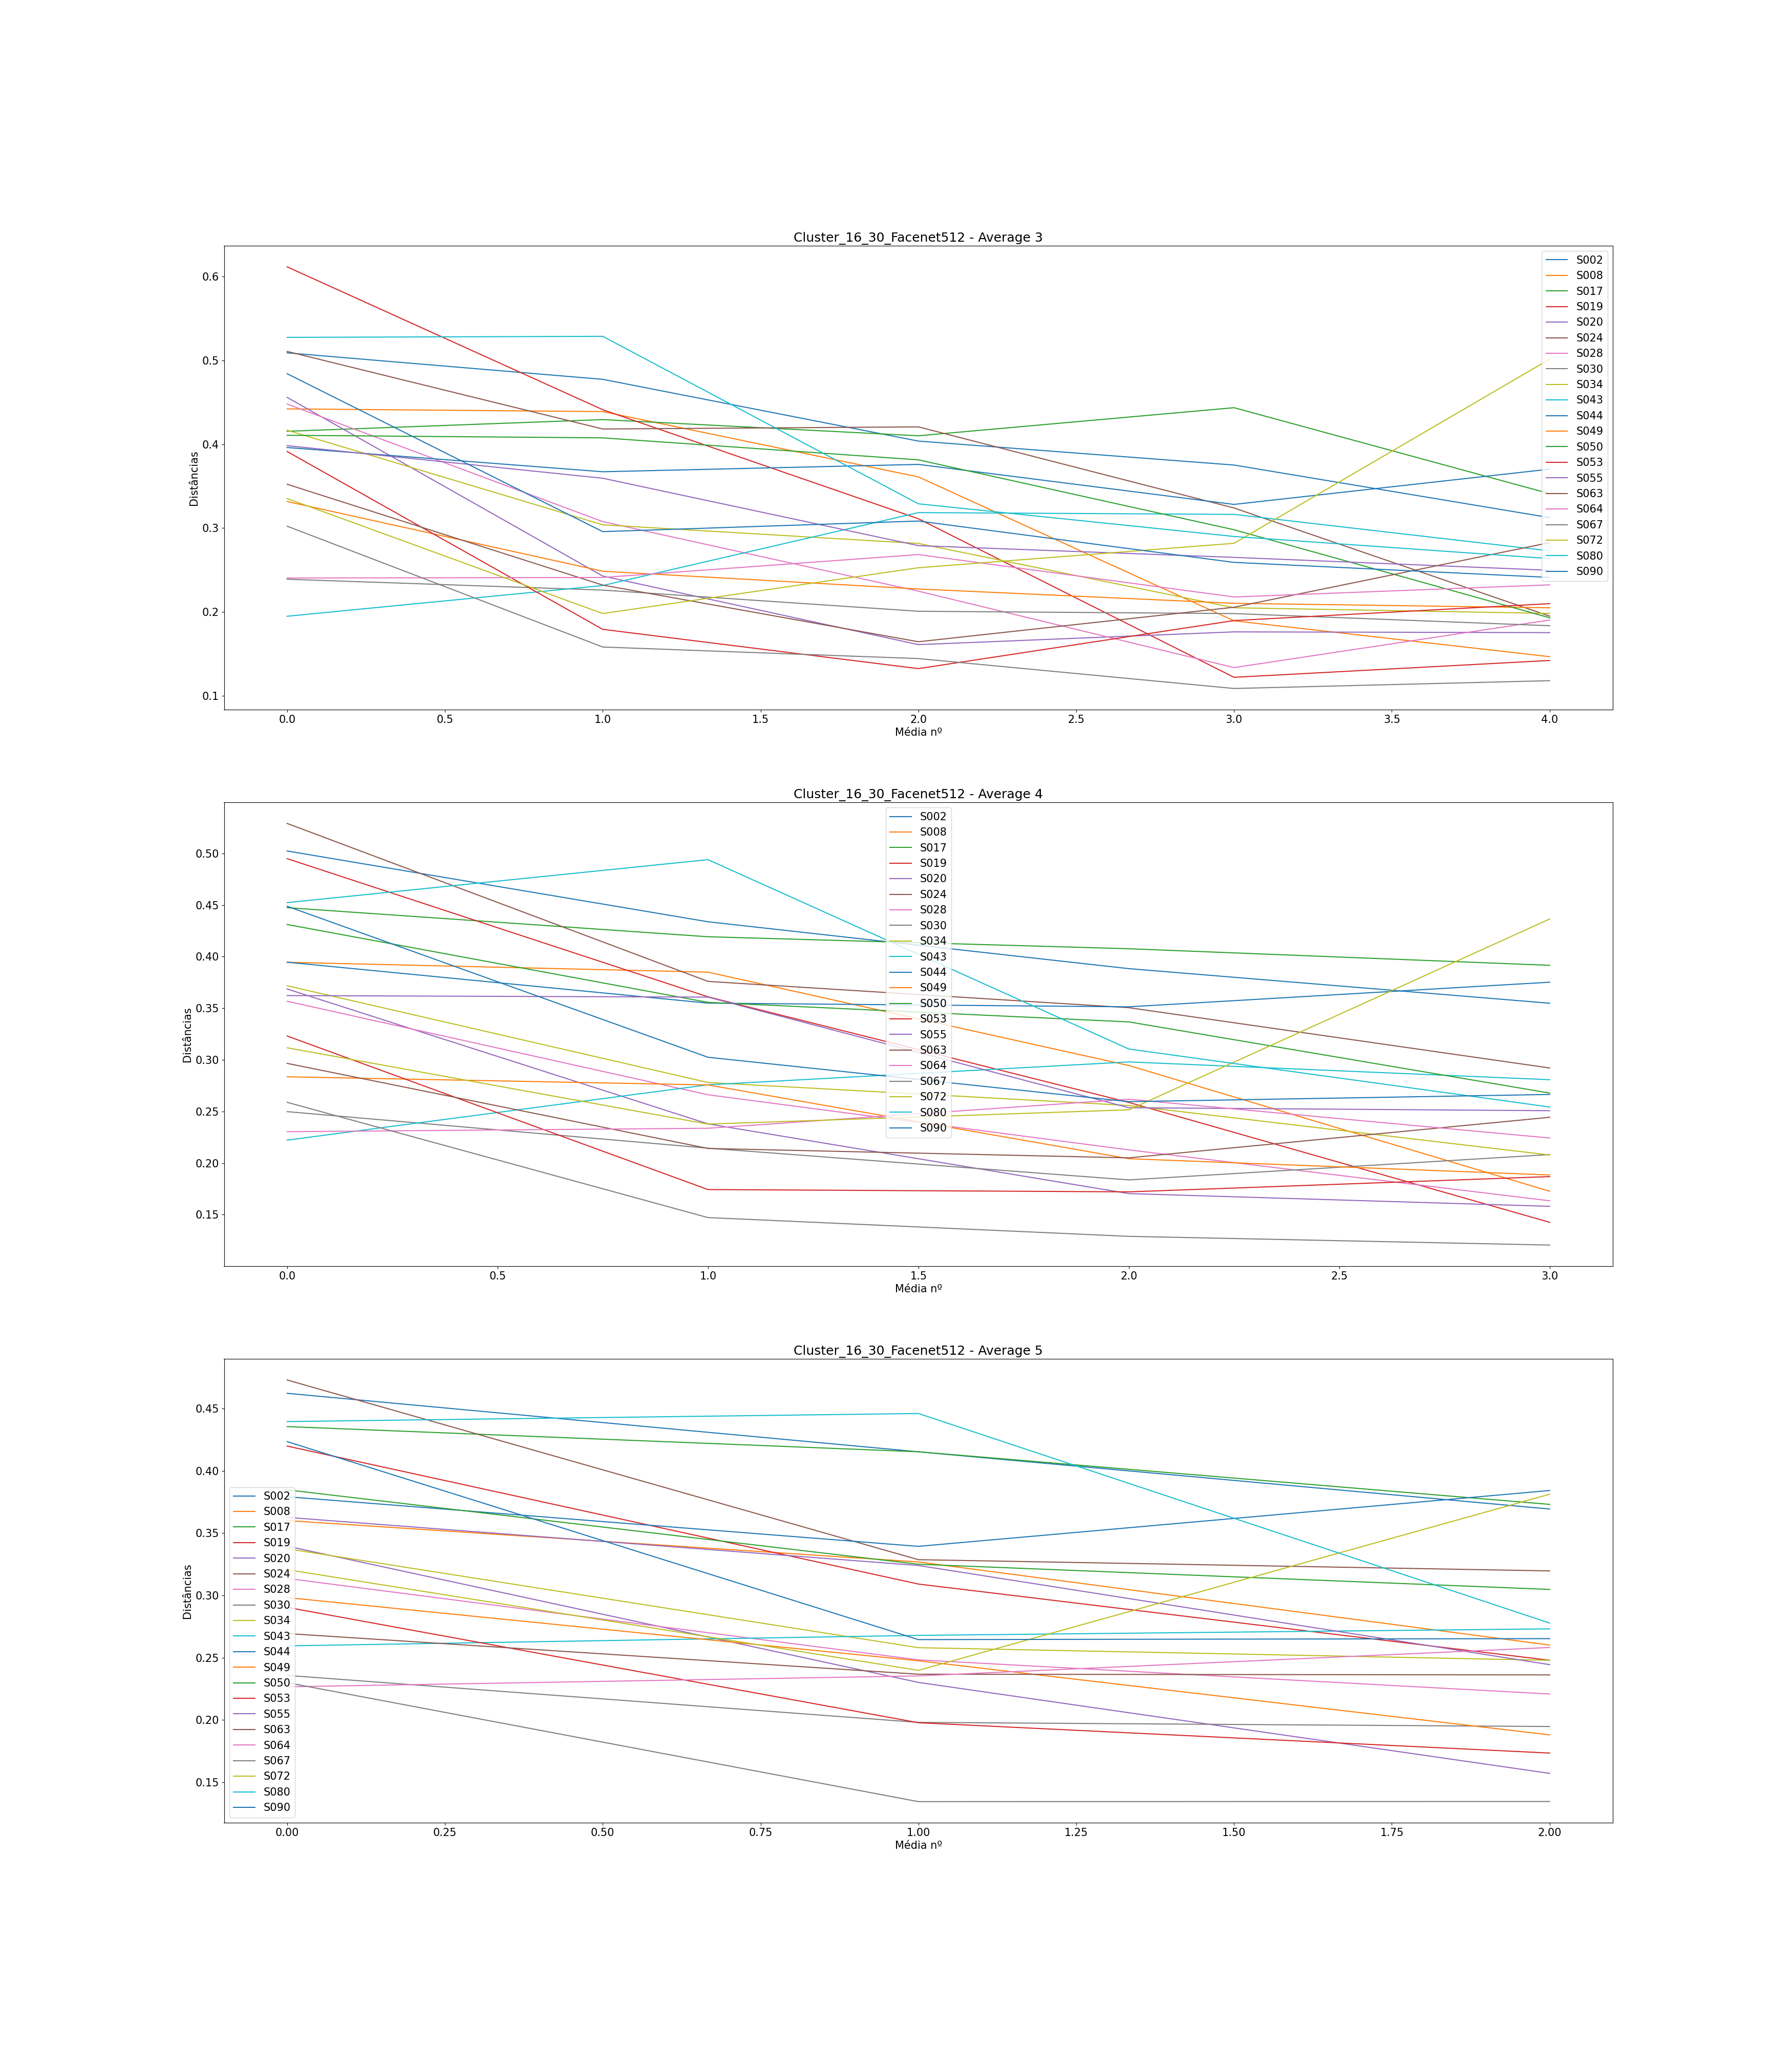 Cluster_16_30_Facenet512 - Average 3
Distâncias
0.6
0.5
0.4
0.3
0.2
0.1
S002
S008
S017
S019
S020
S024
S028
S030
S034
S043
S044
S049
S050
S053
S055
S063
S064
S067
S072
S080
S090
0.0 0.5 1.0 1.5 2.0 2.5 3.0 3.5 4.0
Média nº
Cluster_16_30_Facenet512 - Average 4
Distâncias
0.50
0.45
0.40
0.35
0.30
0.25
0.20
0.15
S002
S008
S017
S019
S020
S024
S028
S030
S034
S043
S044
S049
S050
S053
S055
S063
S064
S067
S072
S080
S090
0.0 0.5 1.0 1.5 2.0 2.5 3.0
Média nº
Cluster_16_30_Facenet512 - Average 5
Distâncias
0.45
0.40
0.35
0.30
0.25
0.20
0.15
S002
S008
S017
S019
S020
S024
S028
S030
S034
S043
S044
S049
S050
S053
S055
S063
S064
S067
S072
S080
S090
0.00 0.25 0.50 0.75 1.00 1.25 1.50 1.75 2.00
Média nº